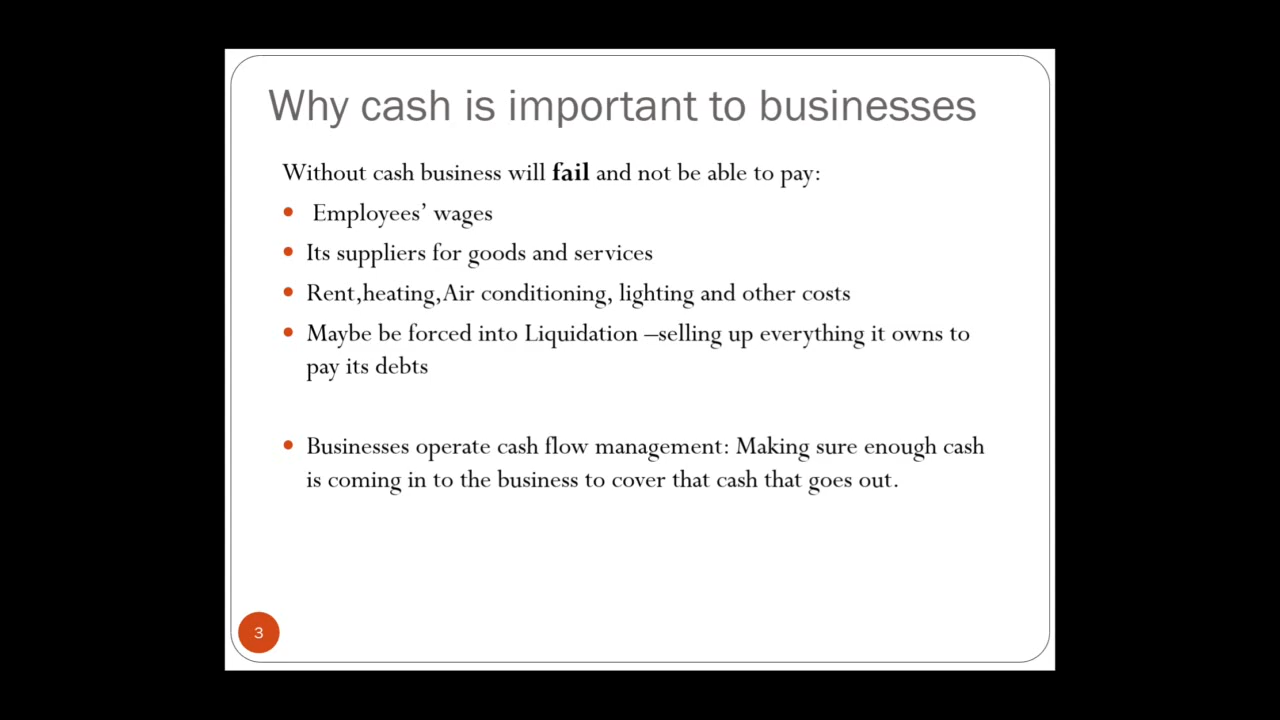 Why cash is important to businesses
Without cash business will fail and not be able to pay:
• Employees’ wages
• Its suppliers for goods and services
• Rent,heating,Air conditioning, lighting and other costs
• Maybe be forced into Liquidation –selling up everything it owns to
pay its debts
• Businesses operate cash flow management: Making sure enough cash
is coming in to the business to cover that cash that goes out.
3